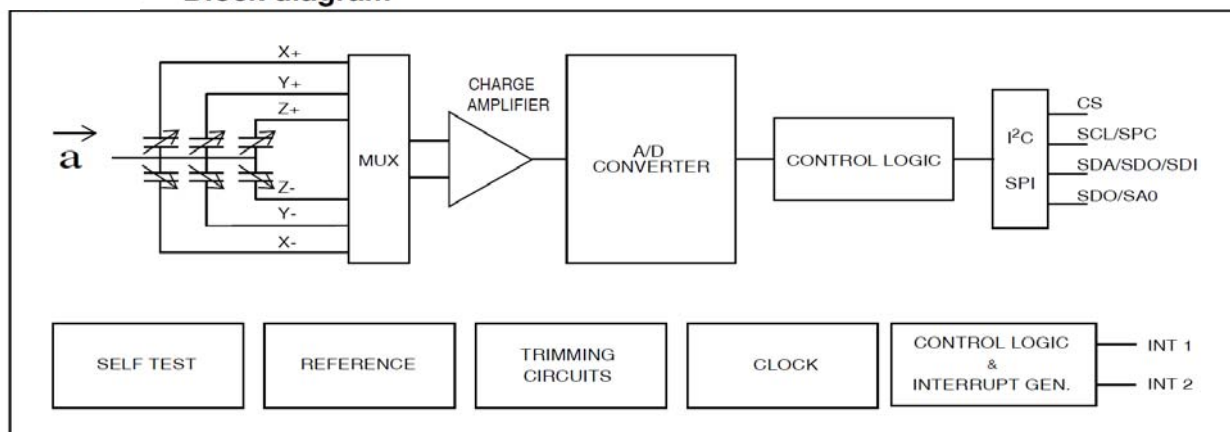 Block diagram
X+
Y+
Z+
a
Z-
Y-
X-
MUX
CHARGE
AMPLIFIER
A/D
CONVERTER
CONTROL LOGIC
I²C
SPI
CS
SCL/SPC
SDA/SDO/SDI
SDO/SA0
SELF TEST
REFERENCE
TRIMMING
CIRCUITS
CLOCK
CONTROL LOGIC
&
INTERRUPT GEN.
INT 1
INT 2